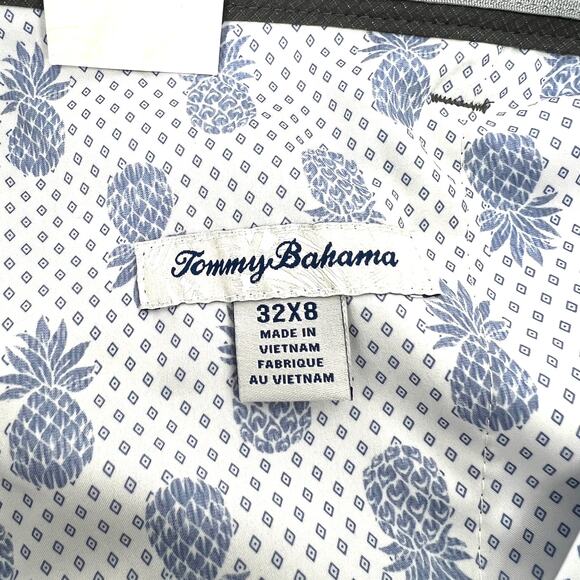 Tommy Bahama
32X8
MADE IN
VIETNAM
FABRIQUE
AU VIETNAM